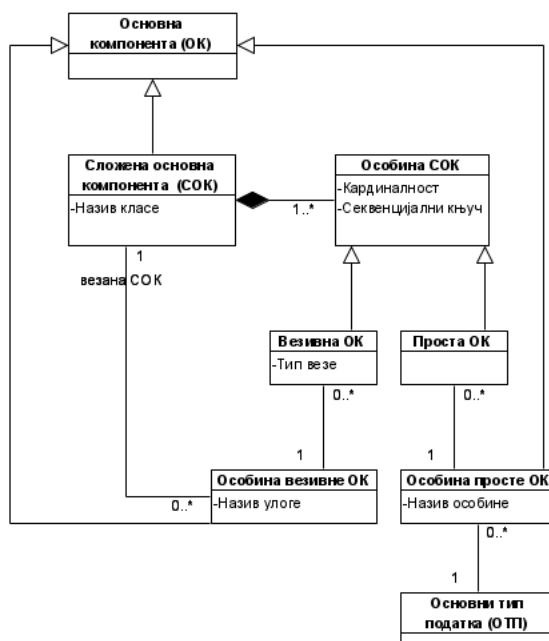 Основна
компонента (ОК)
Сложена основна
компонента (СОК)
-Назив класе
Особина СОК
-Кардиналност
-Секвенцијални књуч
1..*
1
везана СОК
Везивна ОК
-Тип везе
Проста ОК
0..*
0..*
1
1
Особина везивне ОК
-Назив улоге
Особина просте ОК
-Назив особине
0..*
0..*
1
Основни тип
податка (ОТП)